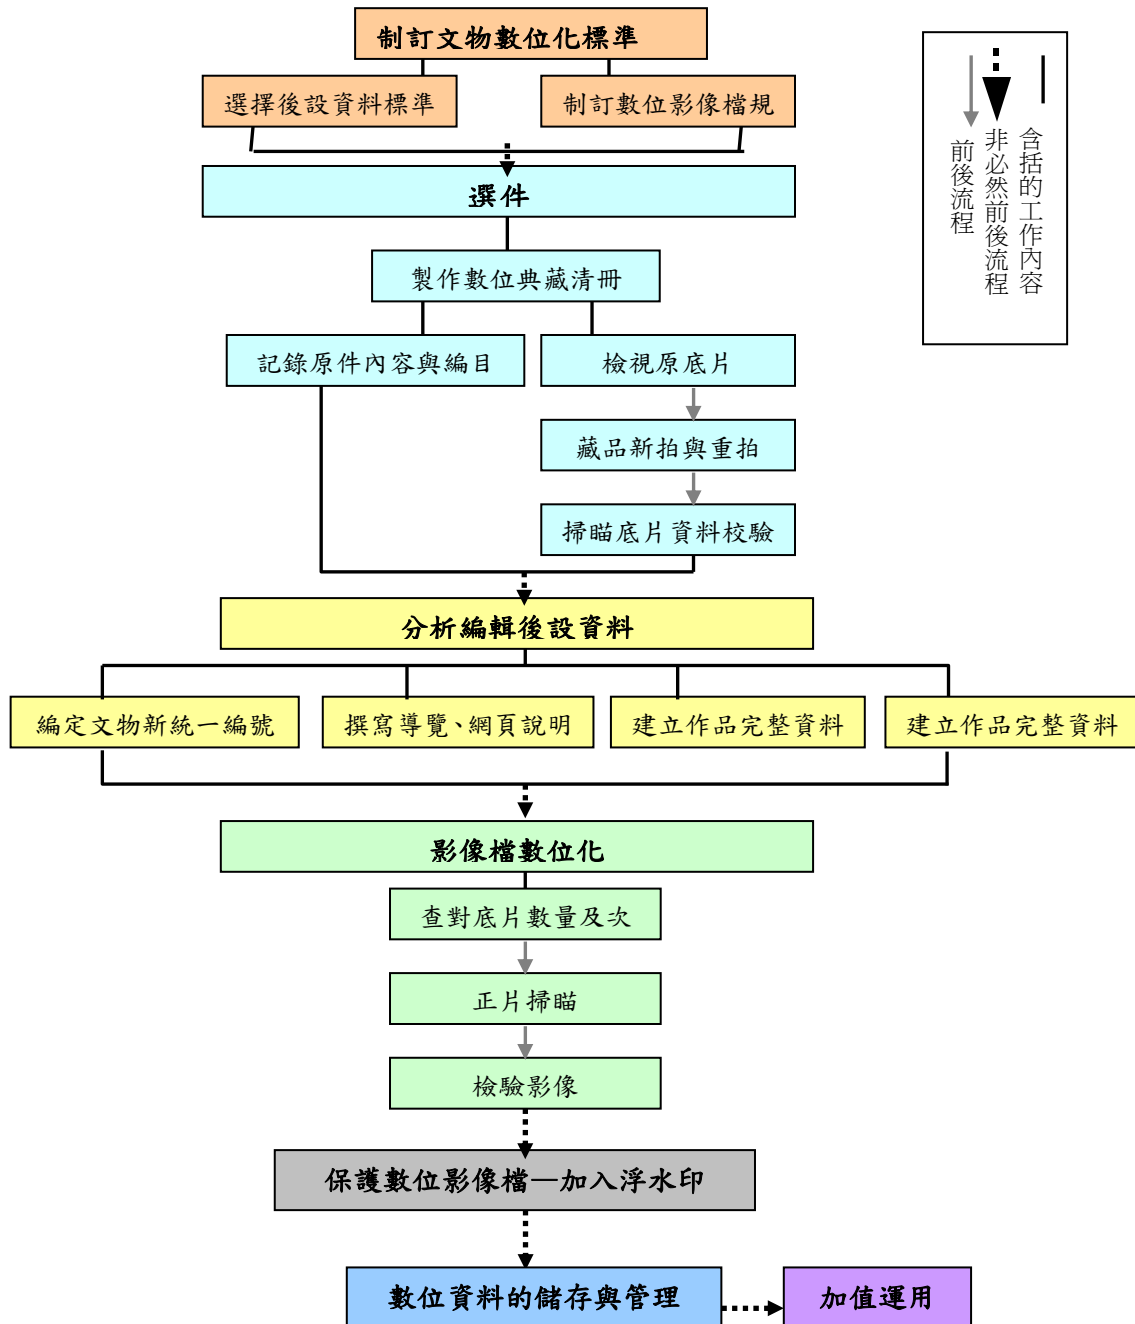 制訂文物數位化標準
選擇後設資料標準
制訂數位影像檔規
選件
製作數位典藏清冊
記錄原件內容與編目
檢視原底片
藏品新拍與重拍
掃瞄底片資料校驗
分析編輯後設資料
編定文物新統一編號
撰寫導覽、網頁說明
建立作品完整資料
建立作品完整資料
影像檔數位化
查對底片數量及次
正片掃瞄
檢驗影像
保護數位影像檔—加入浮水印
數位資料的儲存與管理
加值運用
含括的工作內容
非必然前後流程
前後流程